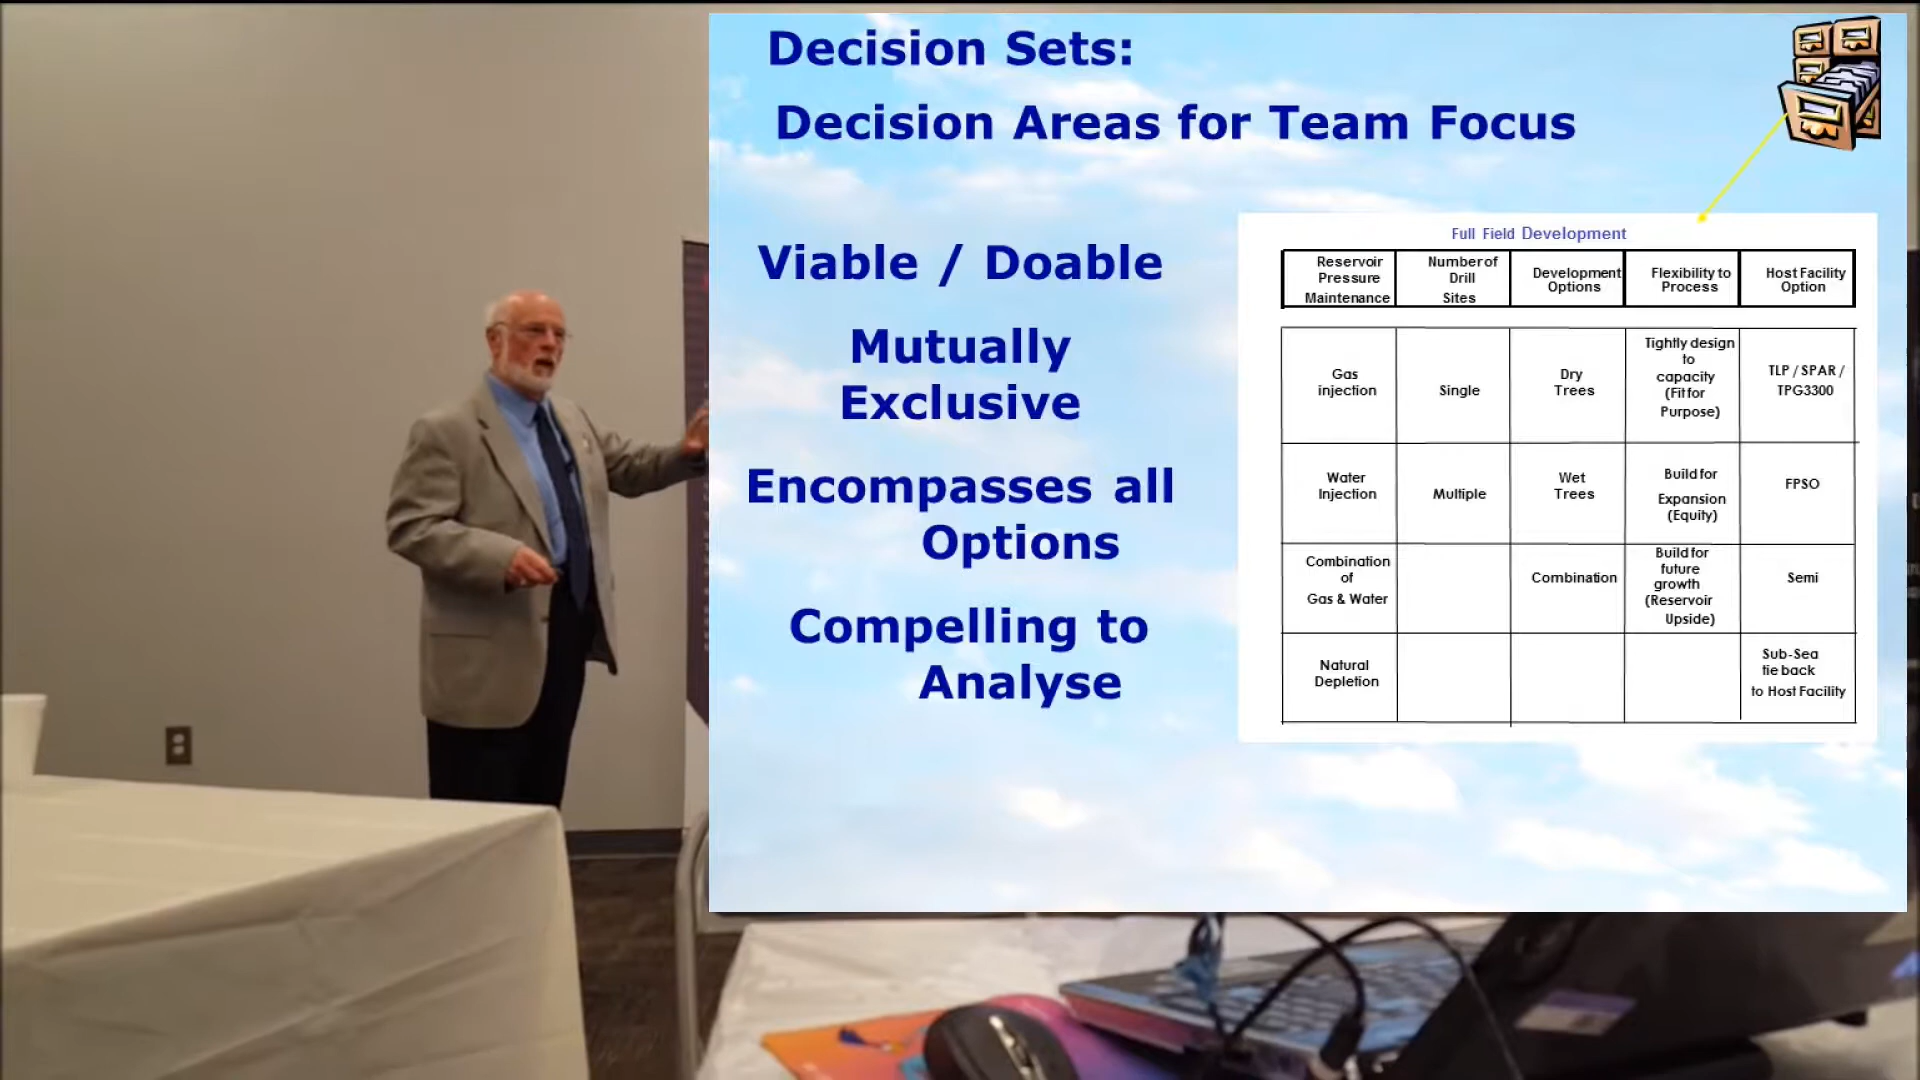 Decision Sets:
Decision Areas for Team Focus
Viable / Doable
Mutually
Exclusive
Encompasses all
Options
Compelling to
Analyse
Full Field Development
Reservoir
Pressure
Maintenance
Number of
Drill
Sites
Development
Options
Flexibility to
Process
Host Facility
Option
Gas
injection
Single
Dry
Trees
Tightly design
to
capacity
(Fit for
Purpose)
TLP / SPAR /
TPG3300
Water
Injection
Multiple
Wet
Trees
Build for
Expansion
(Equity)
FPSO
Combination
of
Gas & Water
Combination
Build for
future
growth
(Reservoir
Upside)
Semi
Natural
Depletion
Sub-Sea
tie back
to Host Facility